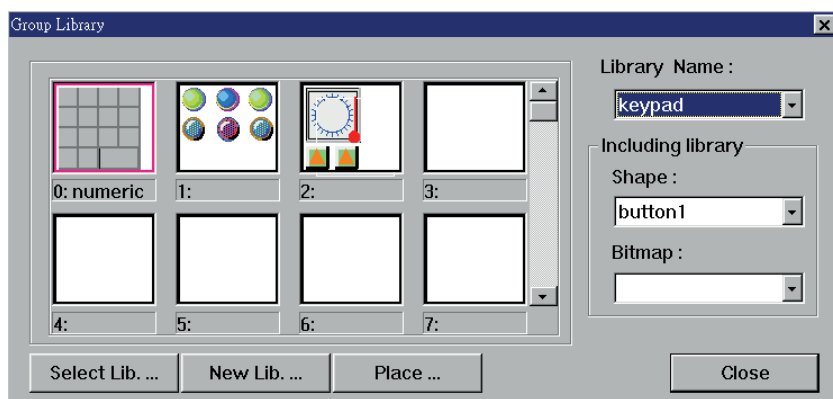 Group Library
Library Name :
keypad
Including library
Shape :
button1
Bitmap :
0: numeric
1:
2:
3:
4:
5:
6:
7:
Select Lib. ...
New Lib. ...
Place ...
Close